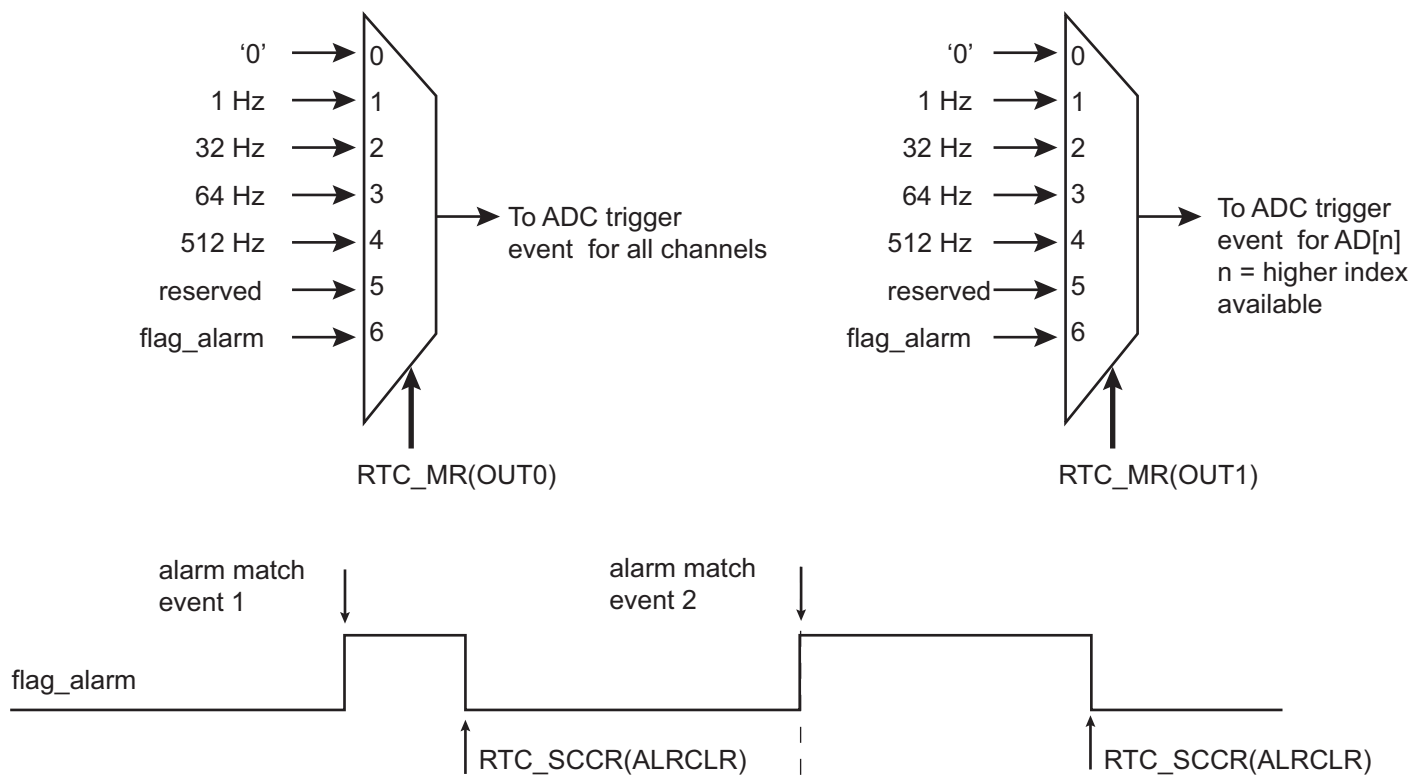 ‘0’
0
1 Hz
1
32 Hz
2
64 Hz
3
512 Hz
4
reserved
5
flag_alarm
6
To ADC trigger
event for all channels
RTC_MR(OUT0)
‘0’
0
1 Hz
1
32 Hz
2
64 Hz
3
512 Hz
4
reserved
5
flag_alarm
6
To ADC trigger
event for AD[n]
n = higher index
available
RTC_MR(OUT1)
alarm match
event 1
alarm match
event 2
flag_alarm
RTC_SCCR(ALRCLR)
RTC_SCCR(ALRCLR)